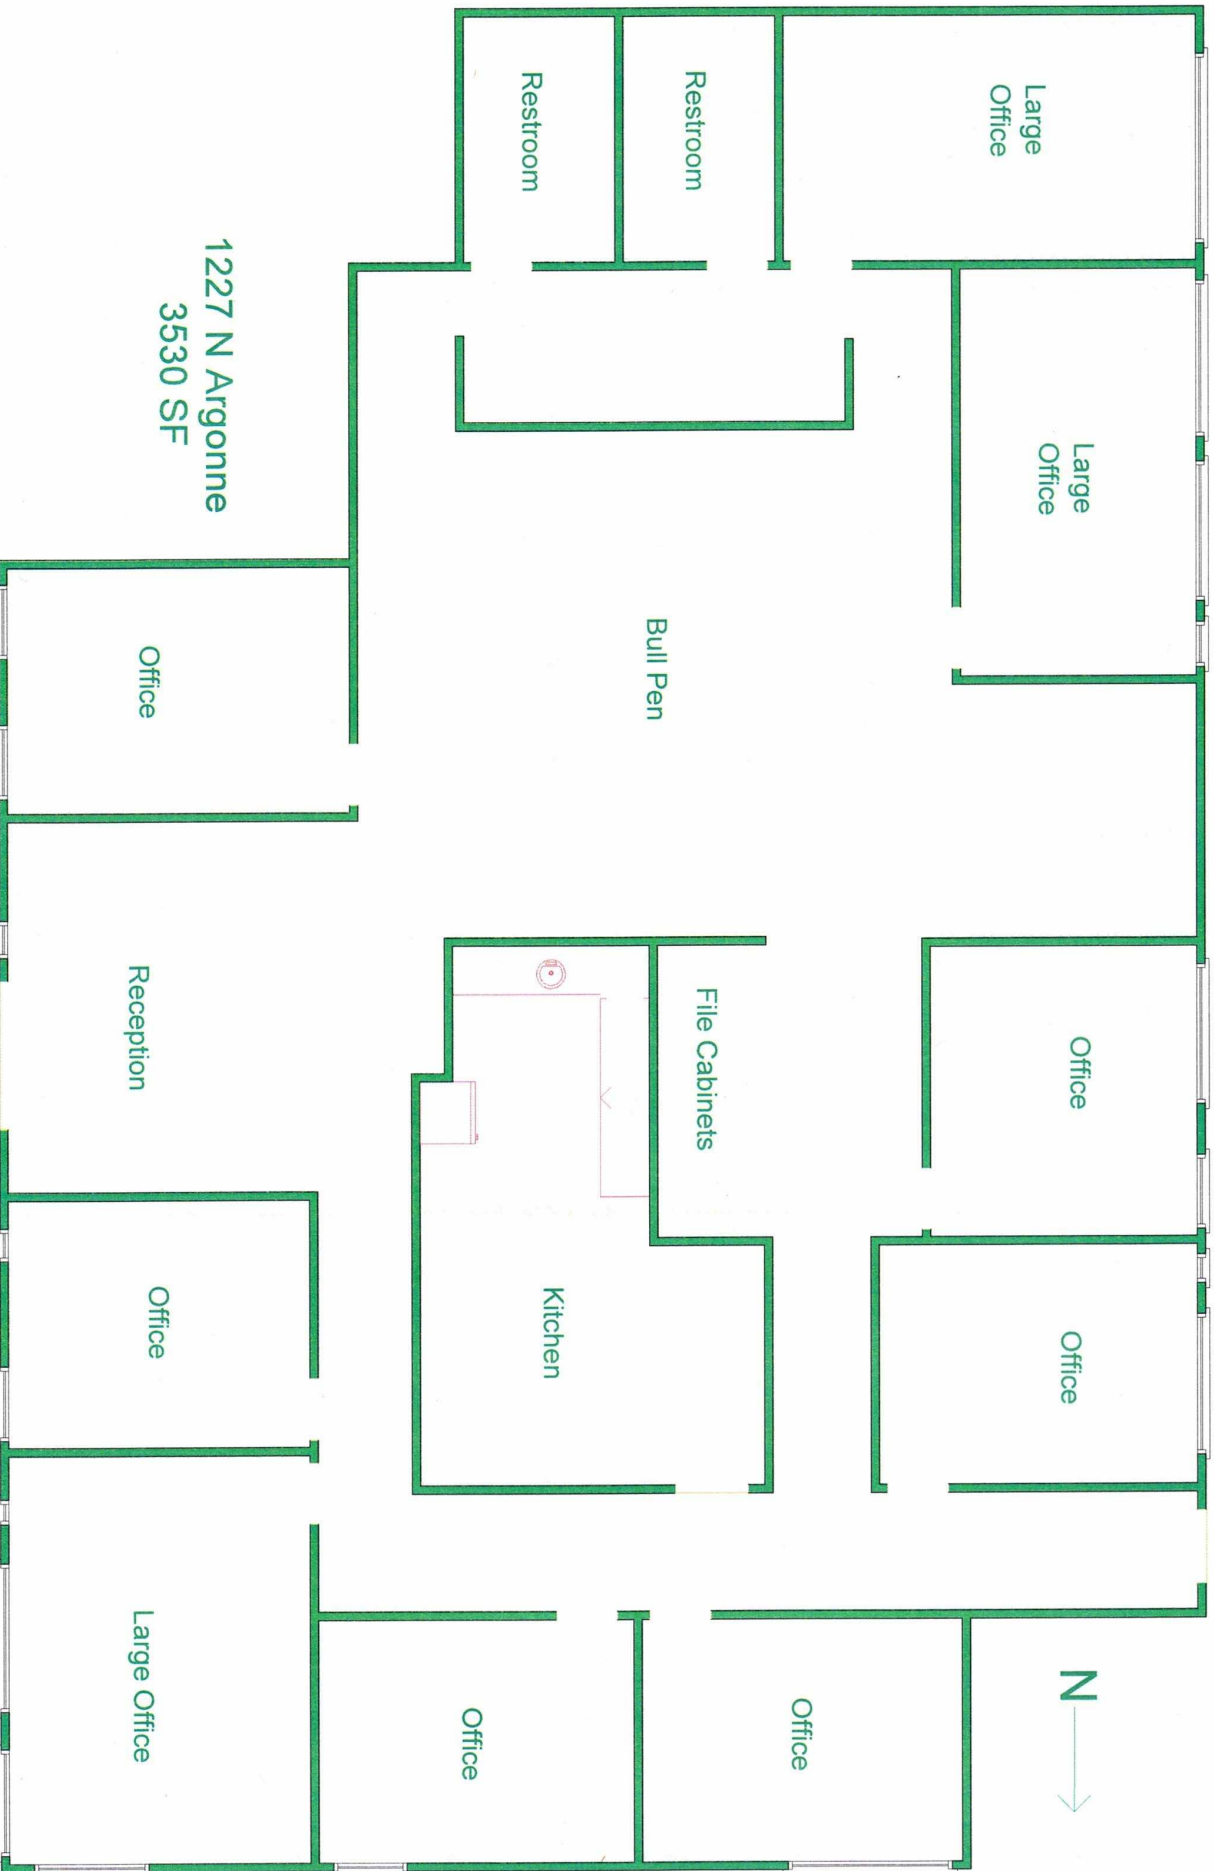 Large
Office
Large
Office
Office
Office
N
Restroom
Bull Pen
File Cabinets
Office
Restroom
Kitchen
Office
1227 N Argonne
3530 SF
Office
Reception
Office
Large Office